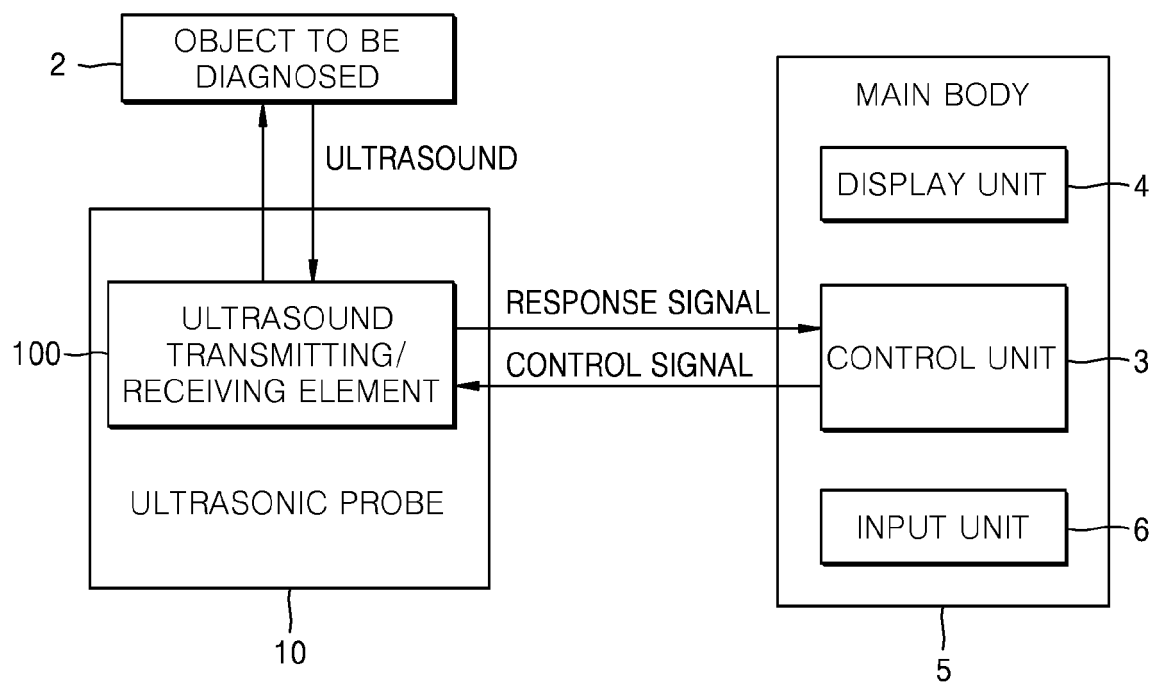 OBJECT TO BE
DIAGNOSED
2
ULTRASOUND
MAIN BODY
DISPLAY UNIT
4
ULTRASOUND
TRANSMITTING/
RECEIVING ELEMENT
100
RESPONSE SIGNAL
CONTROL SIGNAL
CONTROL UNIT
3
ULTRASONIC PROBE
INPUT UNIT
6
10
5